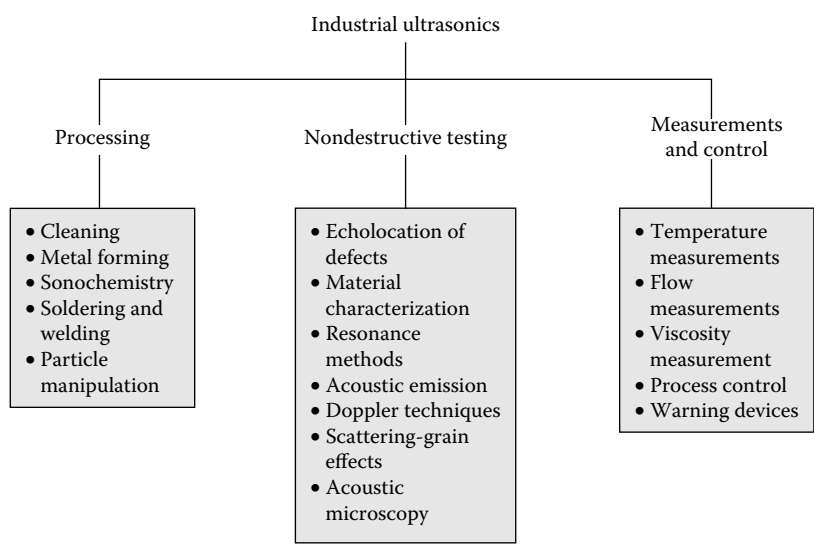 Industrial ultrasonics
Processing
Nondestructive testing
Measurements
and control
• Cleaning
• Metal forming
• Sonochemistry
• Soldering and
welding
• Particle
manipulation
• Echolocation of
defects
• Material
characterization
• Resonance
methods
• Acoustic emission
• Doppler techniques
• Scattering-grain
effects
• Acoustic
microscopy
• Temperature
measurements
• Flow
measurements
• Viscosity
measurement
• Process control
• Warning devices